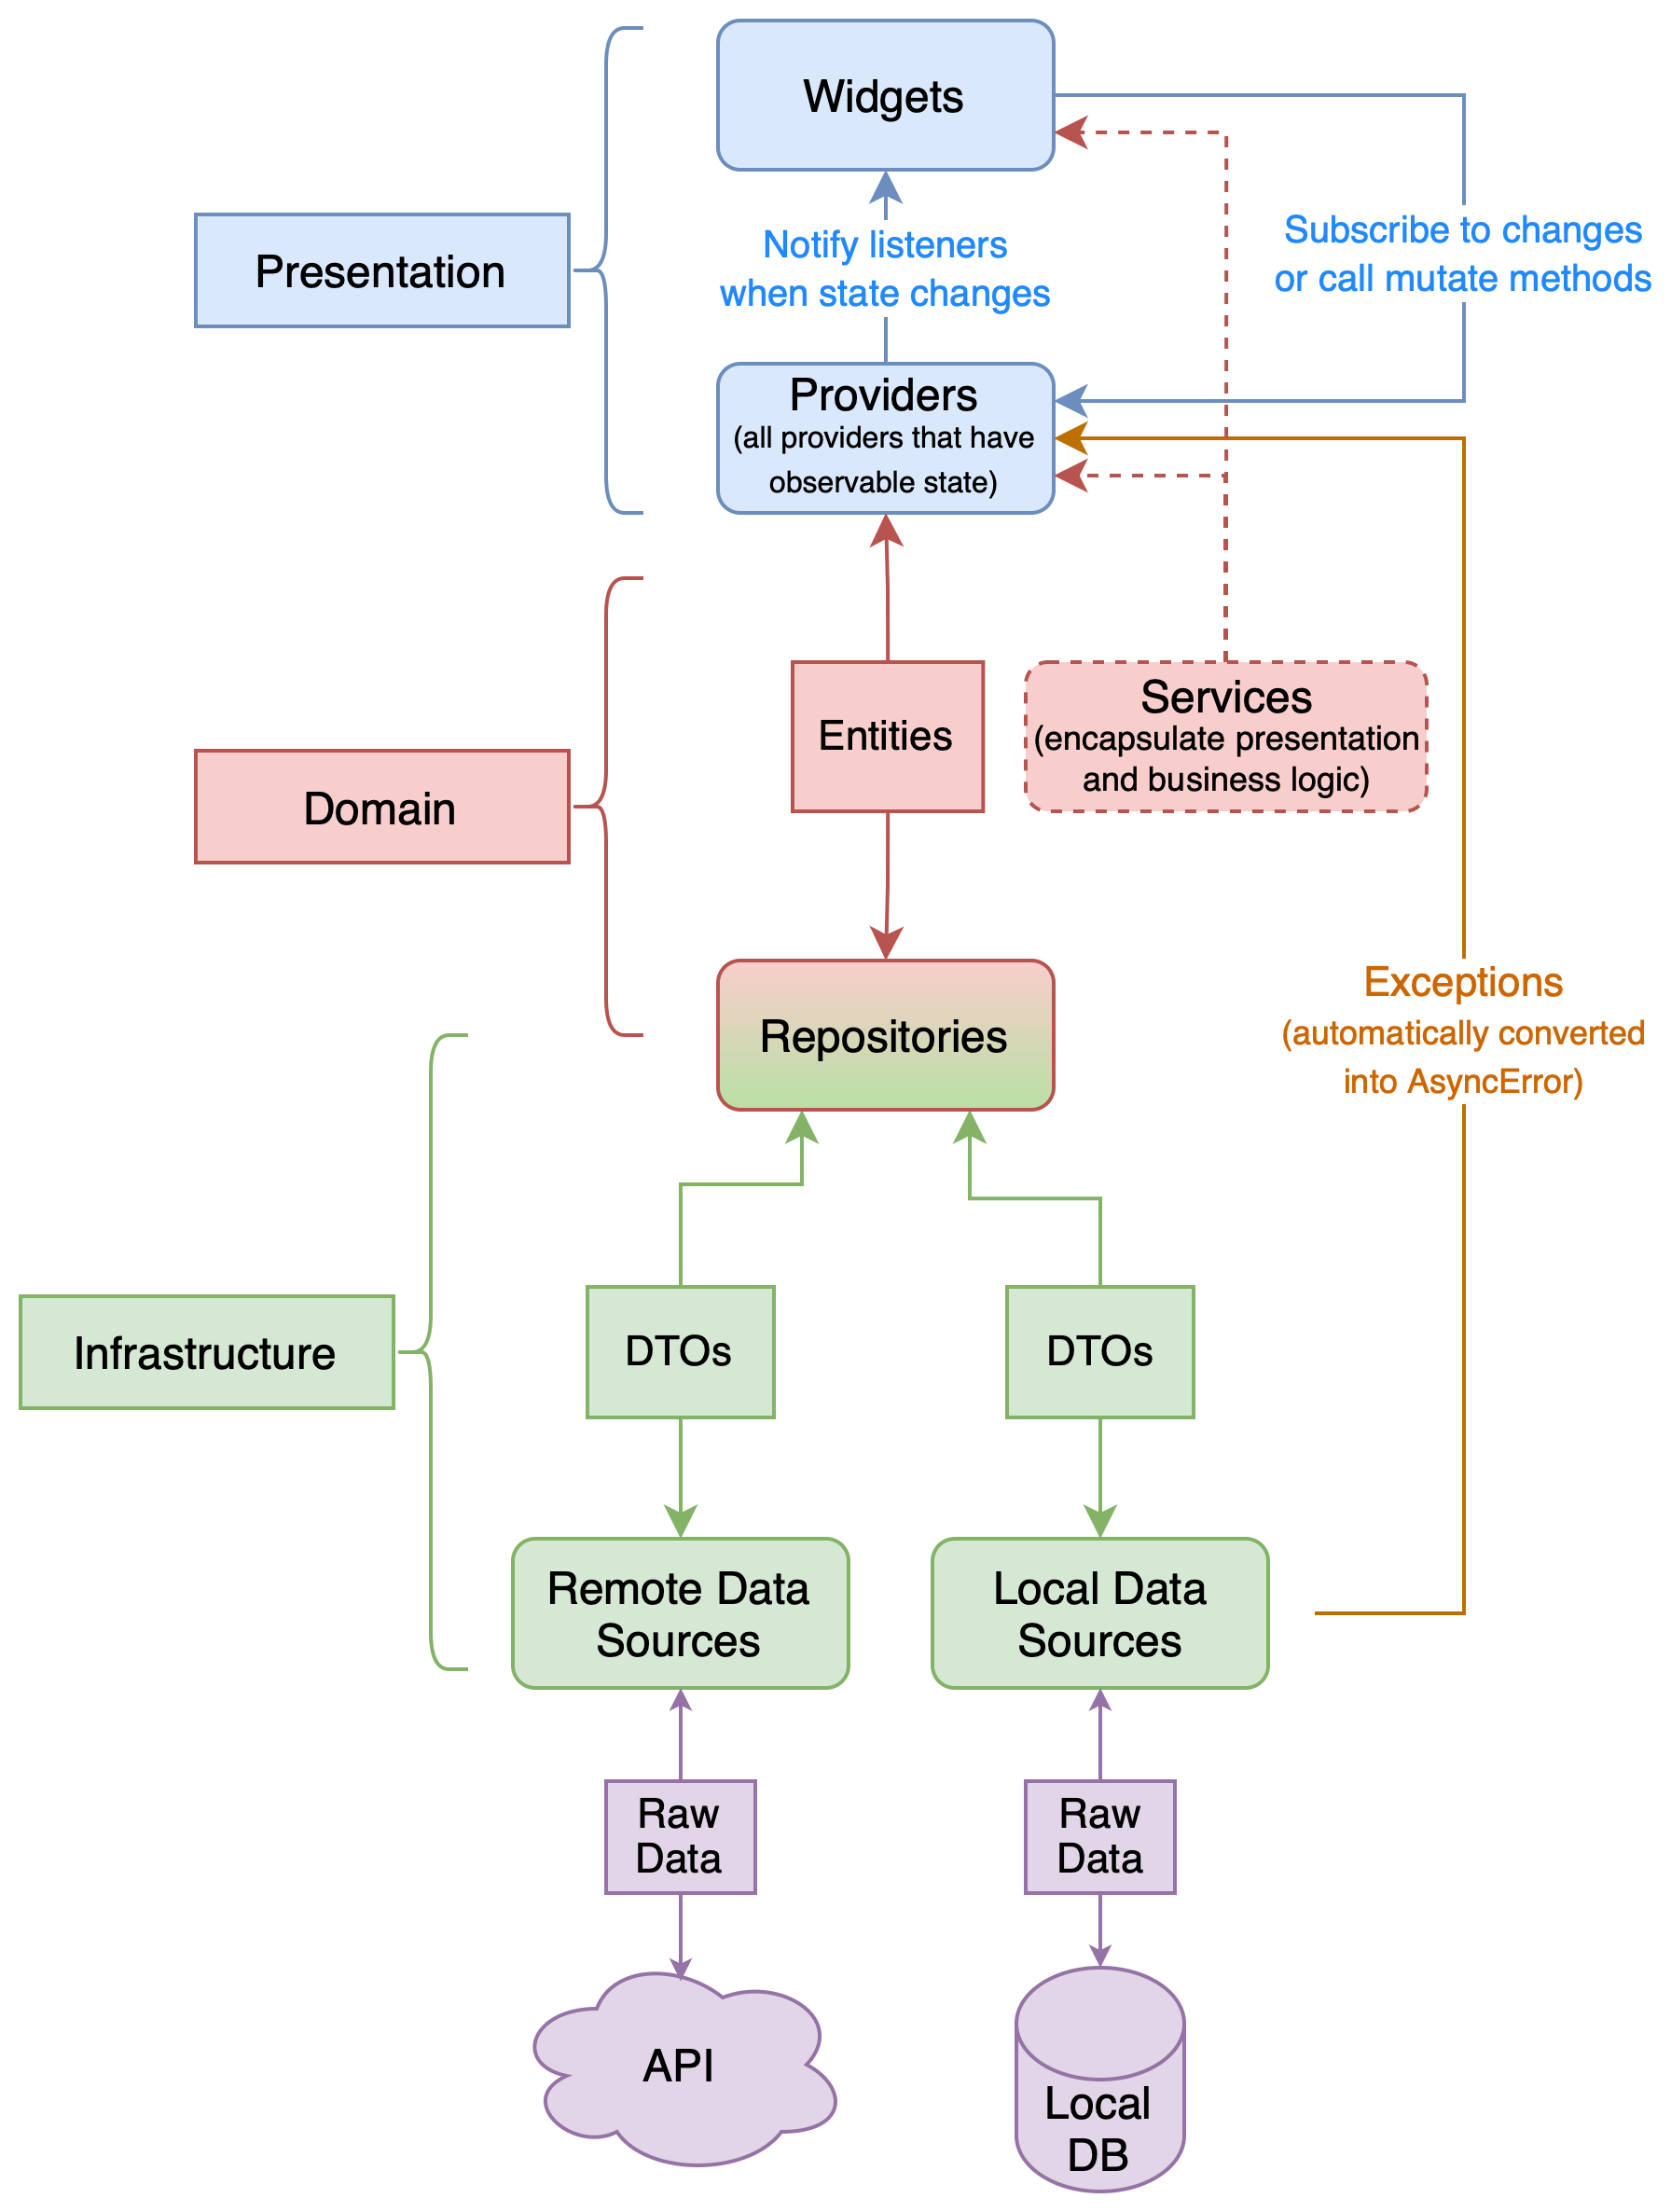 Widgets
Subscribe to changes
or call mutate methods
Notify listeners
when state changes
Presentation
Providers
(all providers that have
observable state)
Entities
Services
(encapsulate presentation
and business logic)
Domain
Repositories
Exceptions
(automatically converted
into AsyncError)
Infrastructure
DTOs
DTOs
Remote Data
Sources
Local Data
Sources
Raw
Data
Raw
Data
API
Local
DB